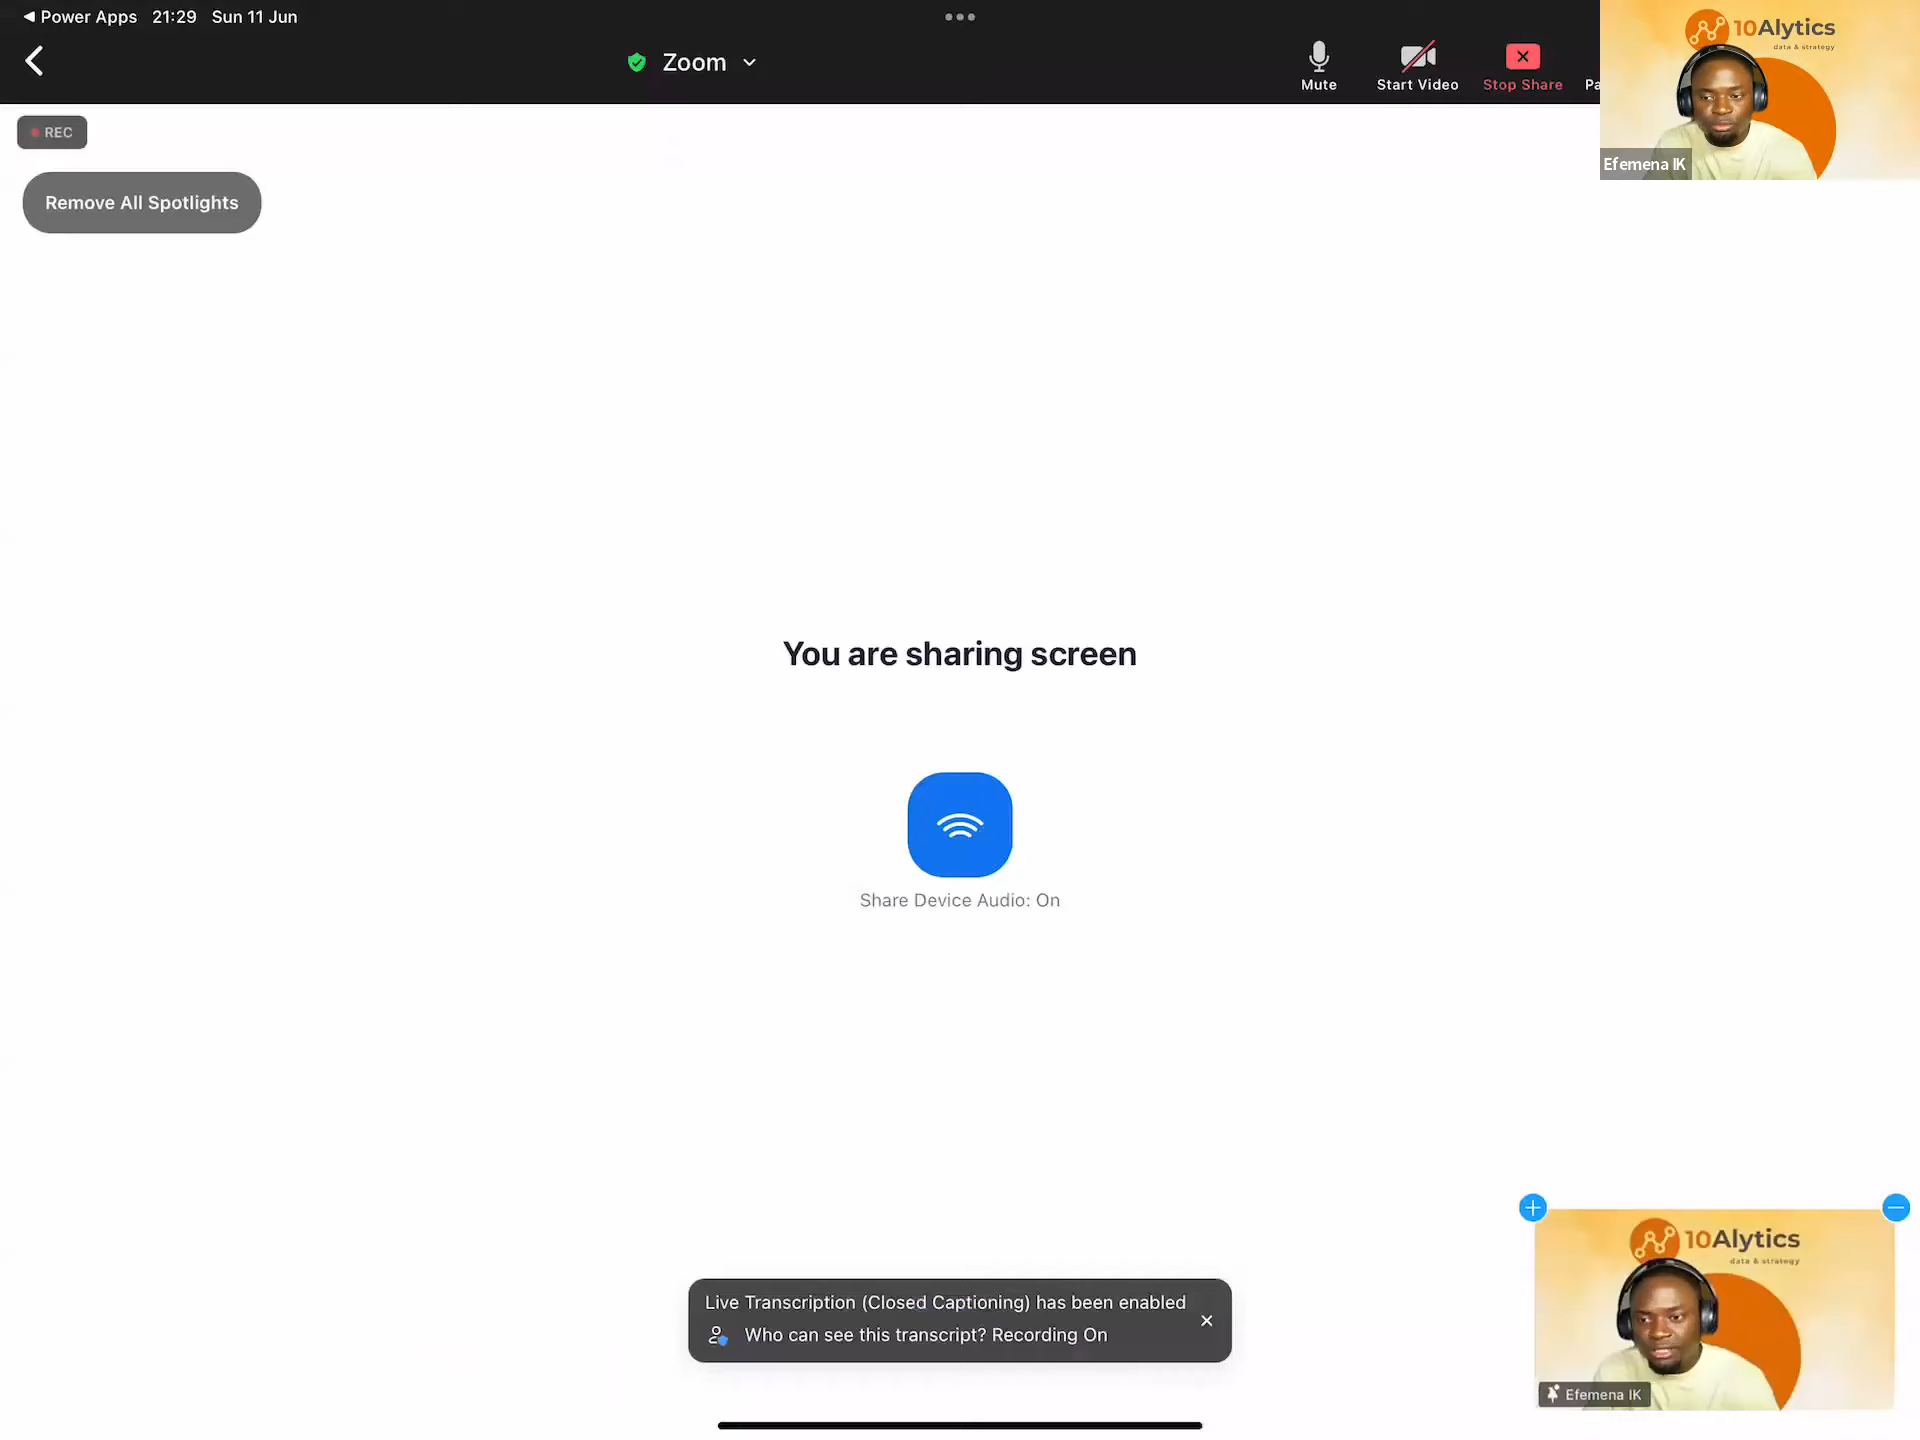 Power Apps 21:29 Sun 11 Jun
Zoom
Mute
Start Video
Stop Share
Pa
10Alytics
data & strategy
Efemena IK
REC
Remove All Spotlights
You are sharing screen
Share Device Audio: On
Live Transcription (Closed Captioning) has been enabled
Who can see this transcript? Recording On
10Alytics
data & strategy
Efemena IK